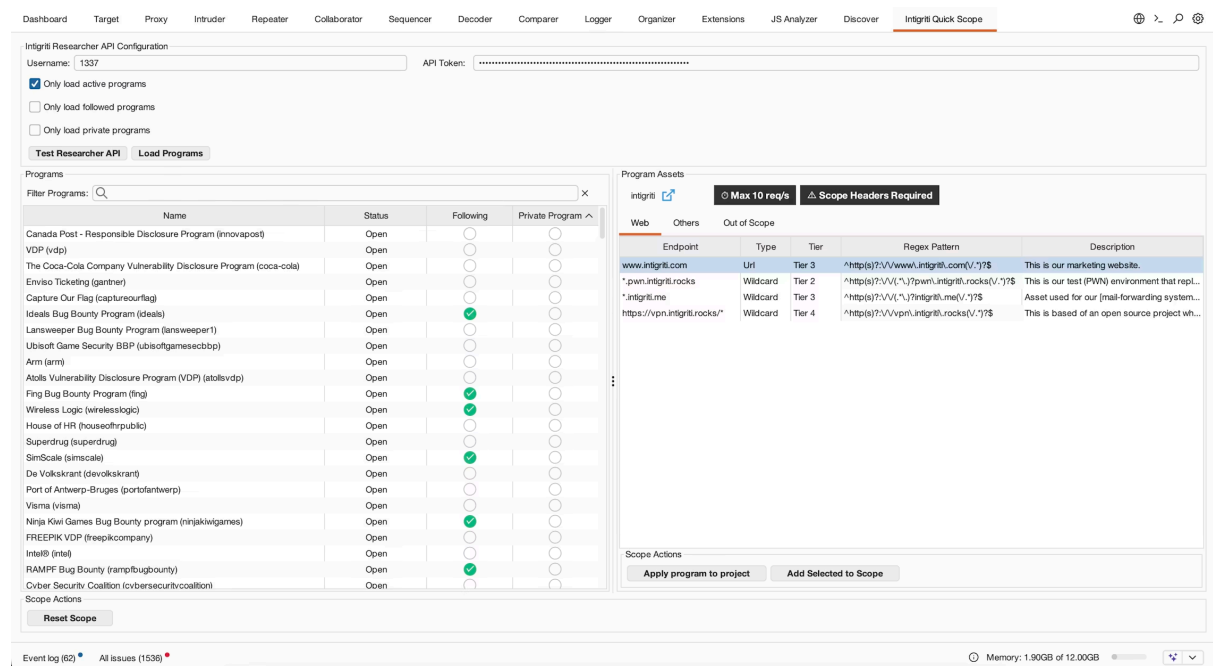 Dashboard Target Proxy Intruder Repeater Collaborator Sequencer Decoder Comparer Logger Organizer Extensions JS Analyzer Discover Intigriti Quick Scope
Intigriti Researcher API Configuration
Username: 1337 API Token: ••••••••••••••••••••••••••••••••••••••••••••••••••••••••••••••••
Only load active programs
Only load followed programs
Only load private programs
Test Researcher API Load Programs
Programs
Filter Programs:
Name Status Following Private Program
Canada Post - Responsible Disclosure Program (innovapost) Open
VDP (vdp) Open
The Coca-Cola Company Vulnerability Disclosure Program (coca-cola) Open
Enviso Ticketing (gantner) Open
Capture Our Flag (captureourflag) Open
Ideals Bug Bounty Program (ideals) Open
Lansweeper Bug Bounty Program (lansweeper1) Open
Ubisoft Game Security BBP (ubisoftgamesecbbp) Open
Arm (arm) Open
Atolls Vulnerability Disclosure Program (VDP) (atollsvdp) Open
Fing Bug Bounty Program (fing) Open
Wireless Logic (wirelesslogic) Open
House of HR (houseofhrpublic) Open
Superdrug (superdrug) Open
SimScale (simscale) Open
De Volkskrant (devolkskrant) Open
Port of Antwerp-Bruges (portofantwerp) Open
Visma (visma) Open
Ninja Kiwi Games Bug Bounty program (ninjakiwigames) Open
FREEPIK VDP (freepikcompany) Open
Intel® (intel) Open
RAMPF Bug Bounty (rampfbugbounty) Open
Cyber Security Coalition (cybersecuritycoalition) Open
Program Assets
intigriti Max 10 req/s Scope Headers Required
Web Others Out of Scope
Endpoint Type Tier Regex Pattern Description
www.intigriti.com Url Tier 3 ^http(s)?:\/\/www\.intigriti\.com(\/.*)?$ This is our marketing website.
*.pwn.intigriti.rocks Wildcard Tier 2 ^http(s)?:\/\/(.*\.)?pwn\.intigriti\.rocks(\/.*)?$ This is our test (PWN) environment that repl...
*.intigriti.me Wildcard Tier 3 ^http(s)?:\/\/(.*\.)?intigriti\.me(\/.*)?$ Asset used for our [mail-forwarding system...
https://vpn.intigriti.rocks/* Wildcard Tier 4 ^http(s)?:\/\/vpn\.intigriti\.rocks(\/.*)?$ This is based of an open source project wh...
Scope Actions
Apply program to project Add Selected to Scope
Scope Actions
Reset Scope
Event log (62) All issues (1536) Memory: 1.90GB of 12.00GB